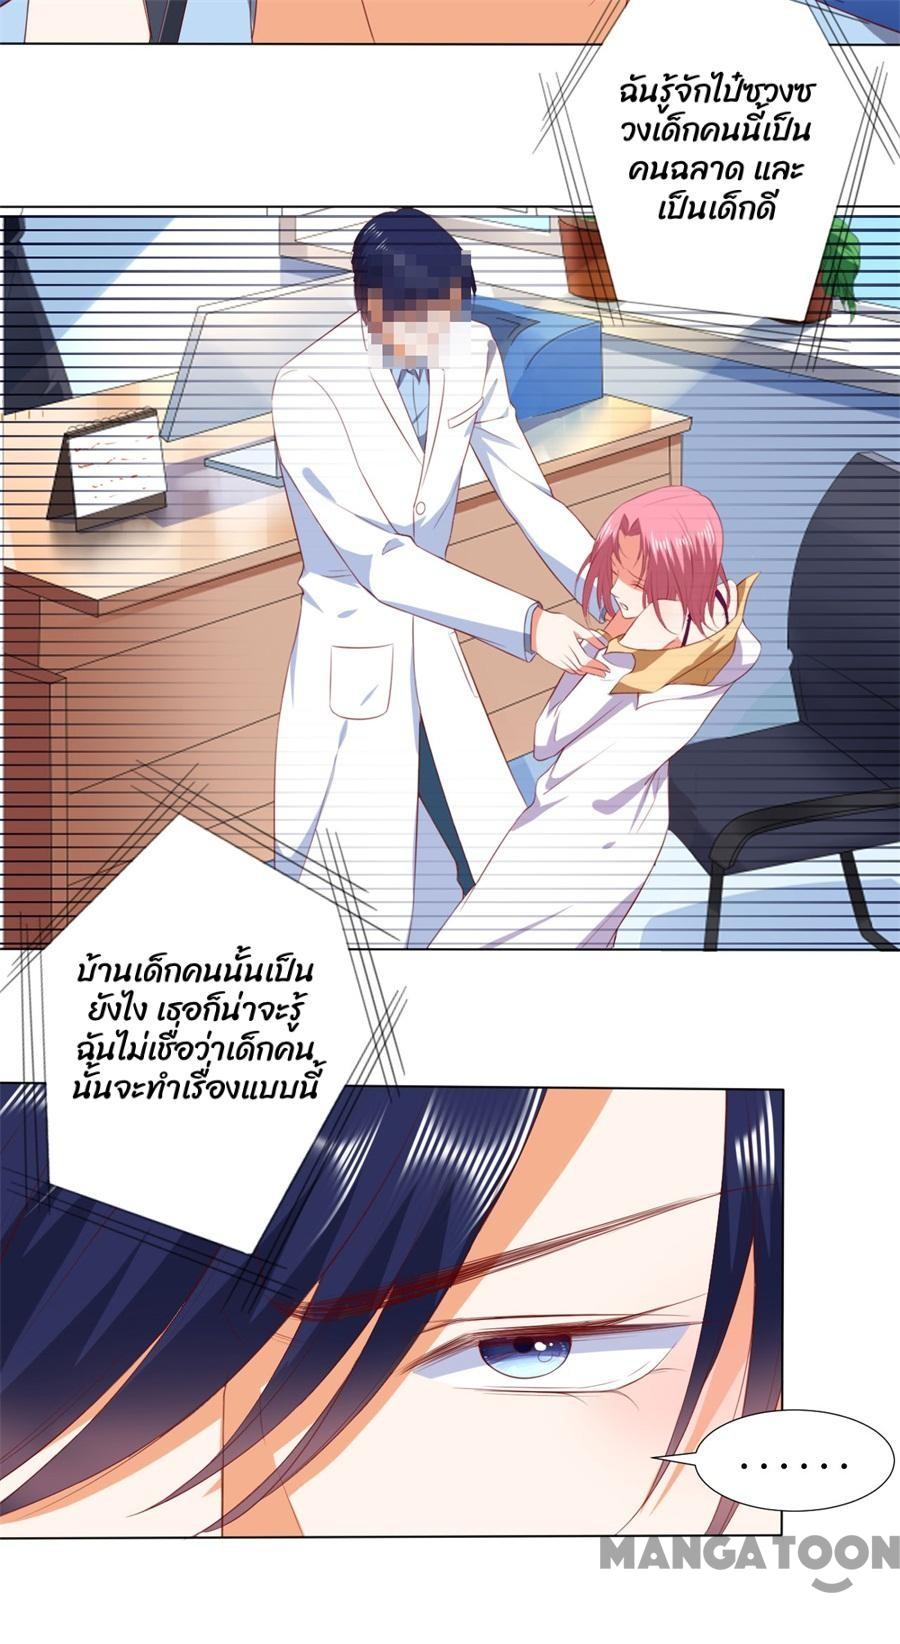 ฉันรู้จักไป๋ซวงซ
วงเด็กคนนี้เป็น
คนฉลาด และ
เป็นเด็กดี
บ้านเด็กคนนั้นเป็น
ยังไง เธอก็น่าจะรู้
ฉันไม่เชื่อว่าเด็กคน
นั้นจะทำเรื่องแบบนี้
......
MANGATOON